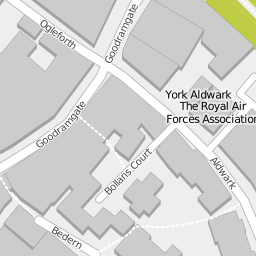 Ogleforth
Goodramgate
York Aldwark
The Royal Air
Forces Association
Goodramgate
Bollans Court
Aldwark
Bedern